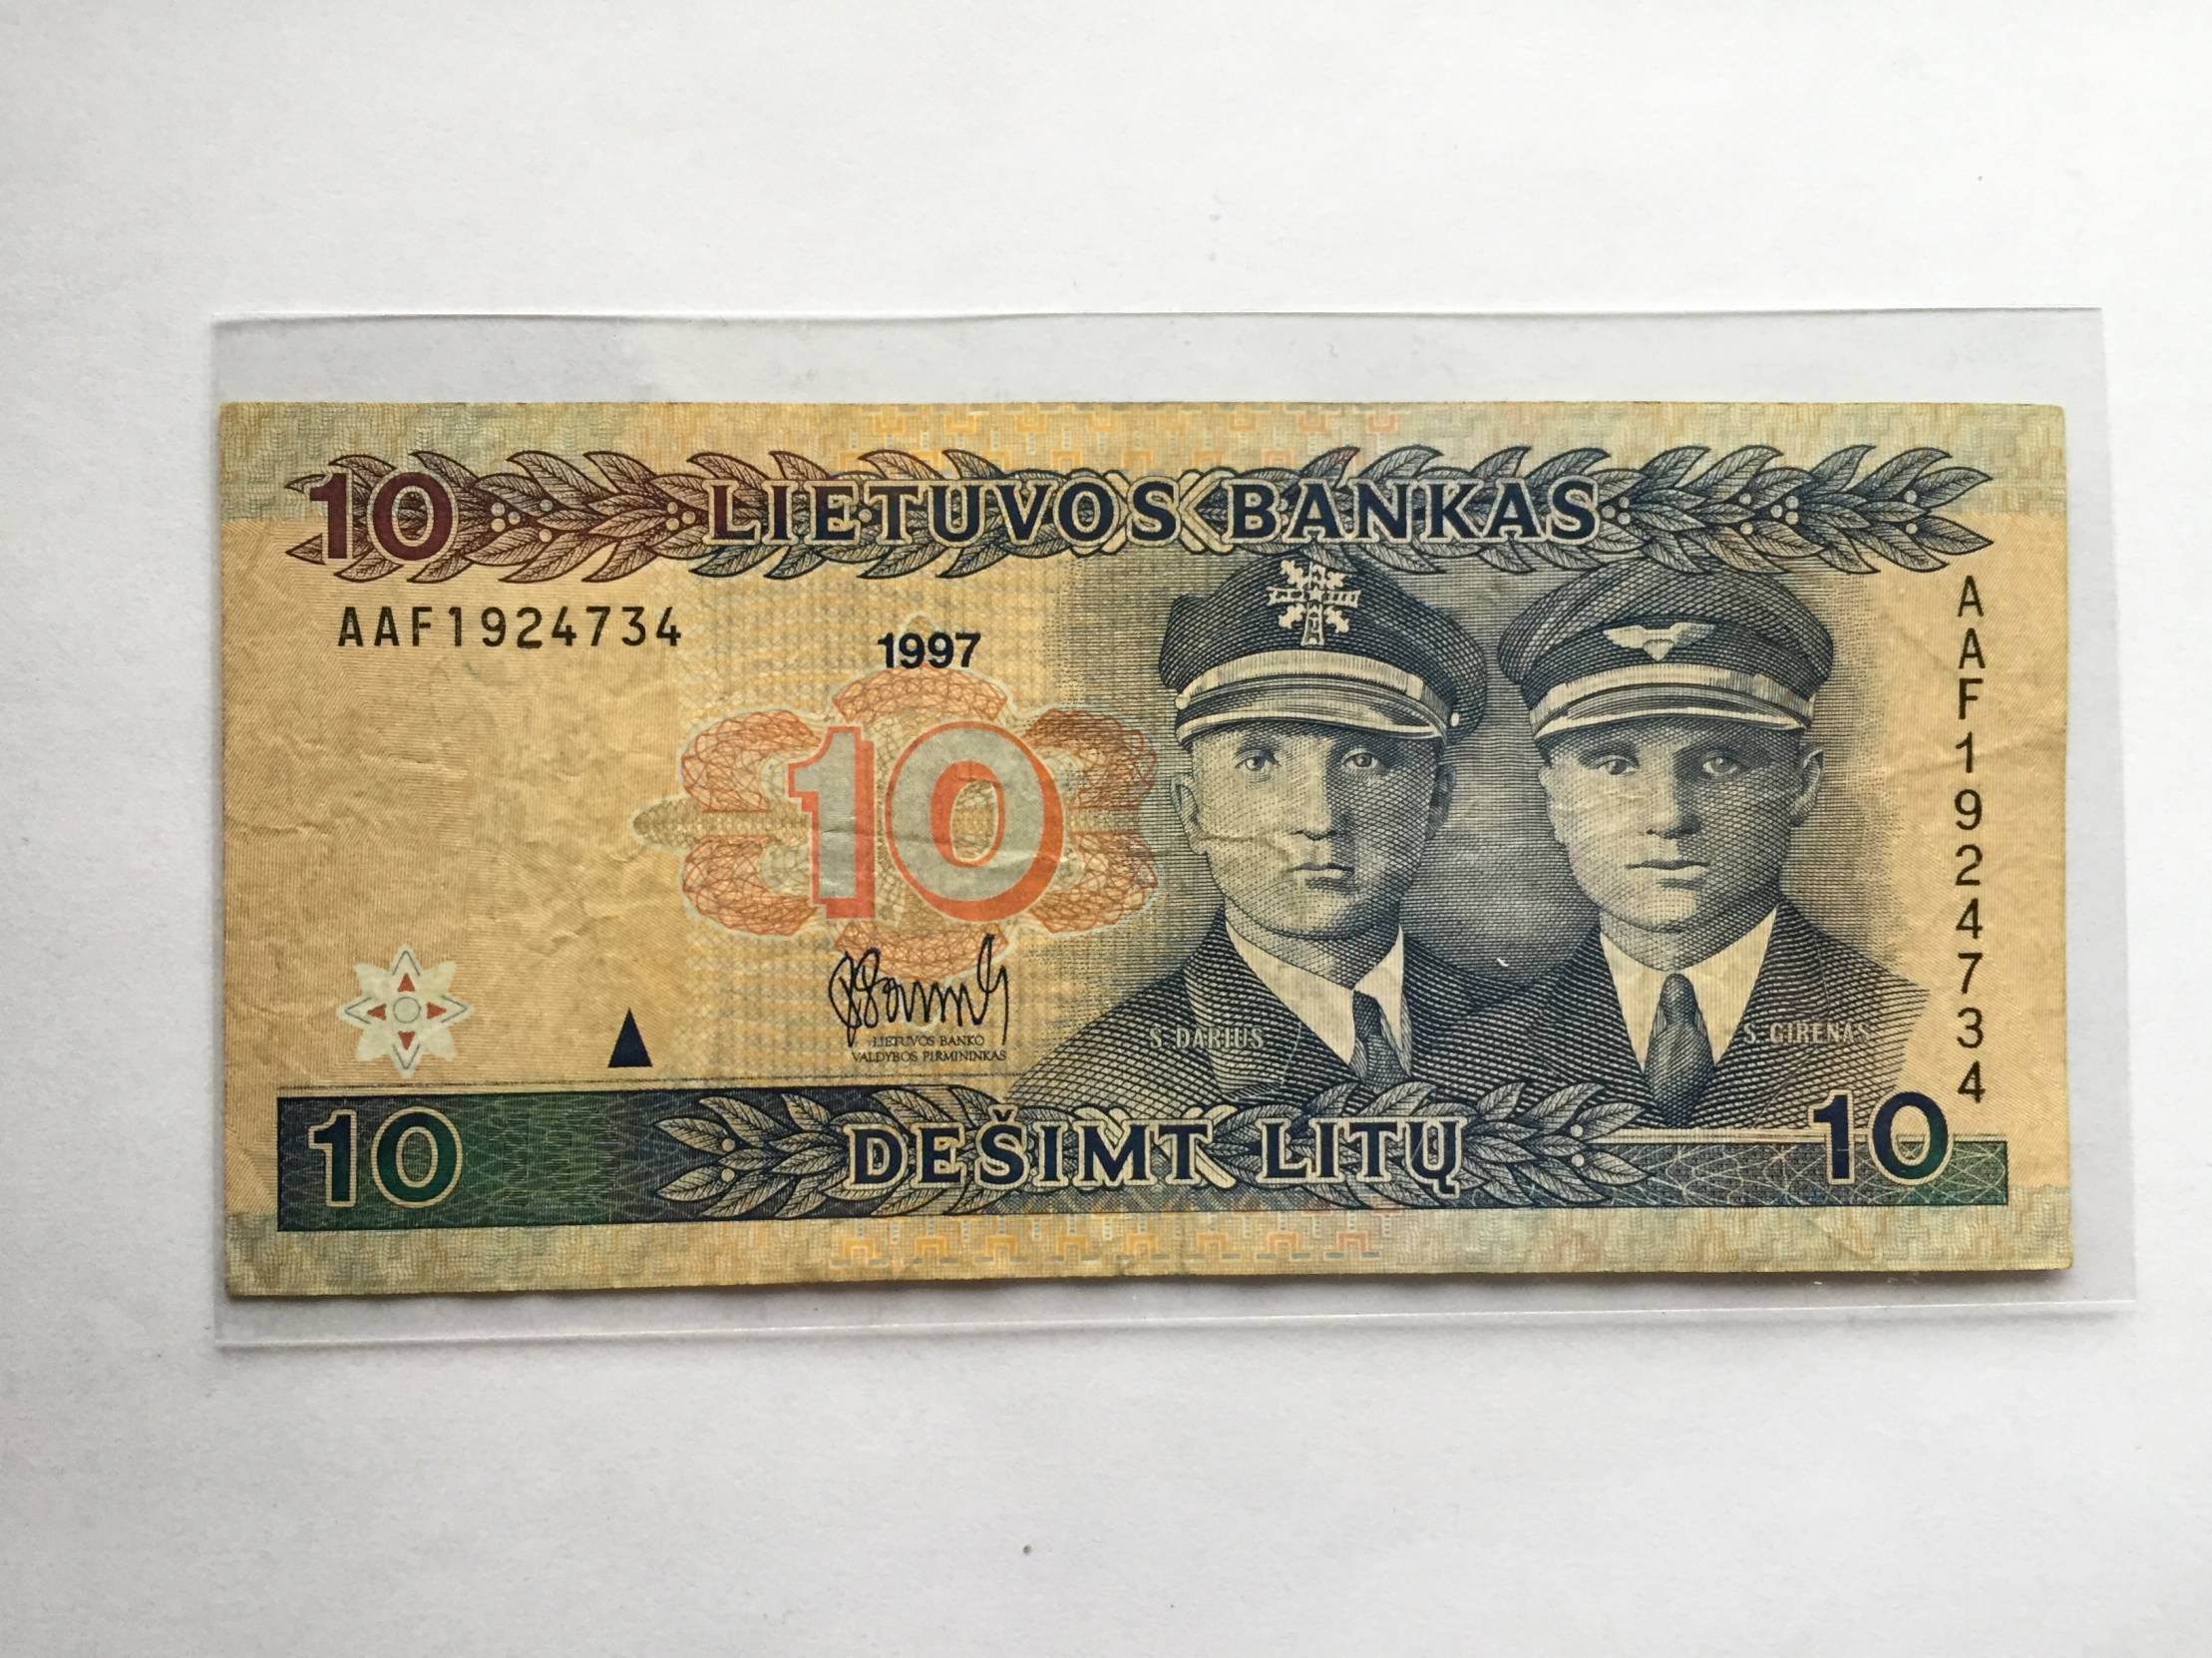 10 LIETUVOS BANKAS
AAF1924734
1997
10
LIETUVOS BANKO
VALDYBOS PIRMININKAS
S. DARIUS
S. GIRĖNAS
AAF1924734
10
DEŠIMT LITŲ
10